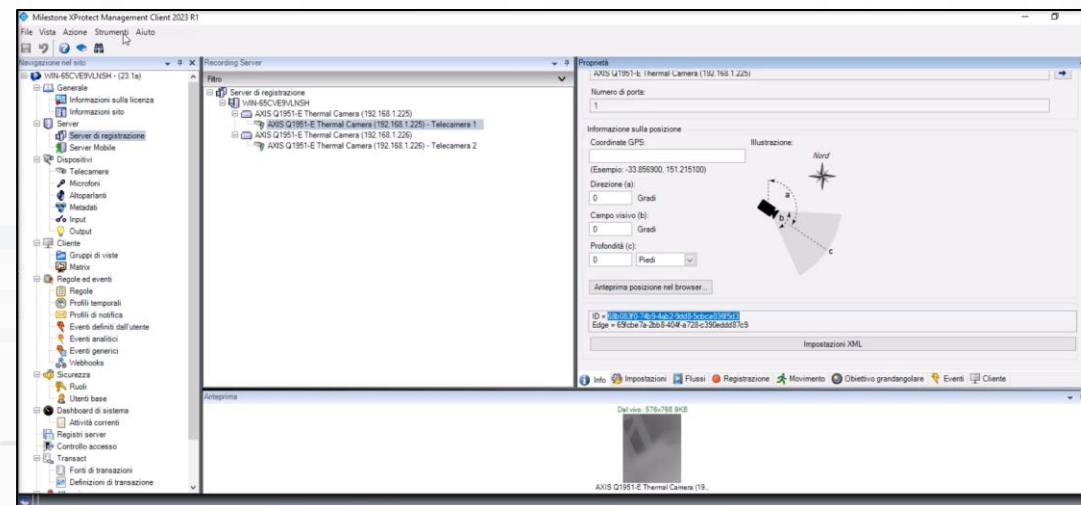 Milestone XProtect Management Client 2023 R1
File Vista Azione Strumenti Aiuto
Navigazione nel sito
WIN-65CVE9VLNSH - (23.1a)
Generale
Informazioni sulla licenza
Informazioni sito
Server
Server di registrazione
Server Mobile
Dispositivi
Telecamere
Microfoni
Altoparlanti
Metadati
Input
Output
Cliente
Gruppi di viste
Matrix
Regole ed eventi
Regole
Profili temporali
Profili di notifica
Eventi definiti dall'utente
Eventi analitici
Eventi generici
Webhooks
Sicurezza
Ruoli
Utenti base
Dashboard di sistema
Attività correnti
Registri server
Controllo accesso
Transact
Fonti di transazioni
Definizioni di transazione
Recording Server
Filtro
Server di registrazione
WIN-65CVE9VLNSH
AXIS Q1951-E Thermal Camera (192.168.1.225)
AXIS Q1951-E Thermal Camera (192.168.1.225) - Telecamera 1
AXIS Q1951-E Thermal Camera (192.168.1.226)
AXIS Q1951-E Thermal Camera (192.168.1.226) - Telecamera 2
Proprietà
AXIS Q1951-E Thermal Camera (192.168.1.225)
Numero di porte:
1
Informazione sulla posizione
Coordinate GPS:
Illustrazione:
(Esempio: -33.856900, 151.215100)
Nord
Direzione (a):
0 Gradi
a
Campo visivo (b):
b
0 Gradi
Profondità (c):
c
0 Piedi
Anteprima posizione nel browser...
ID =
Edge = 69fcbe7a-2bb8-404f-a728-c390eddd87c9
Impostazioni XML
Info Impostazioni Flussi Registrazione Movimento Obiettivo grandangolare Eventi Cliente
Anteprima
Dal vivo: 576x768 9KB
AXIS Q1951-E Thermal Camera (19...